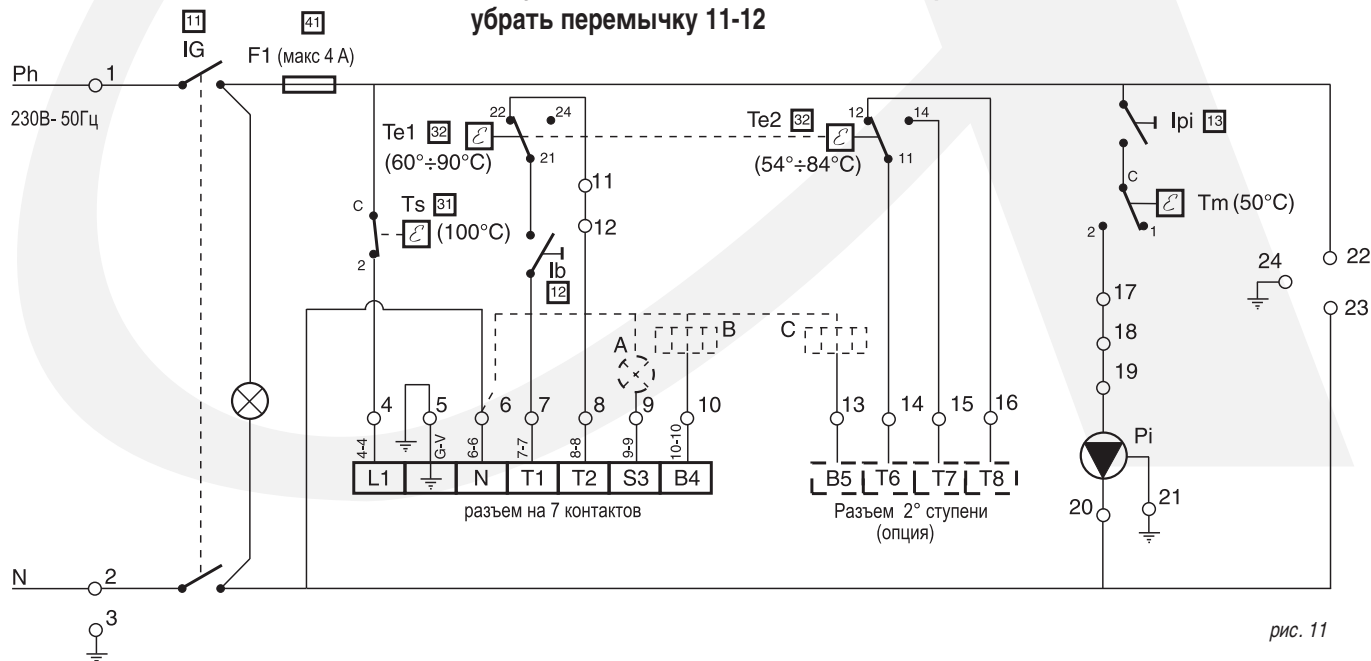 убрать перемычку 11-12
11
IG
41
F1 (макс 4 А)
Ph
1
230В- 50Гц
22
24
Te1 32
(60°÷90°C)
21
11
12
C
Ts 31
(100°C)
2
Ib
12
12
14
Te2 32
(54°÷84°C)
11
Ipi 13
C
Tm (50°C)
2
1
22
24
23
17
18
19
A
B
C
4
5
6
7
8
9
10
13
14
15
16
4-4
G-V
6-6
7-7
8-8
9-9
10-10
L1
N
T1
T2
S3
B4
B5
T6
T7
T8
разъем на 7 контактов
Разъем 2° ступени
(опция)
Pi
20
21
N
2
3
рис. 11